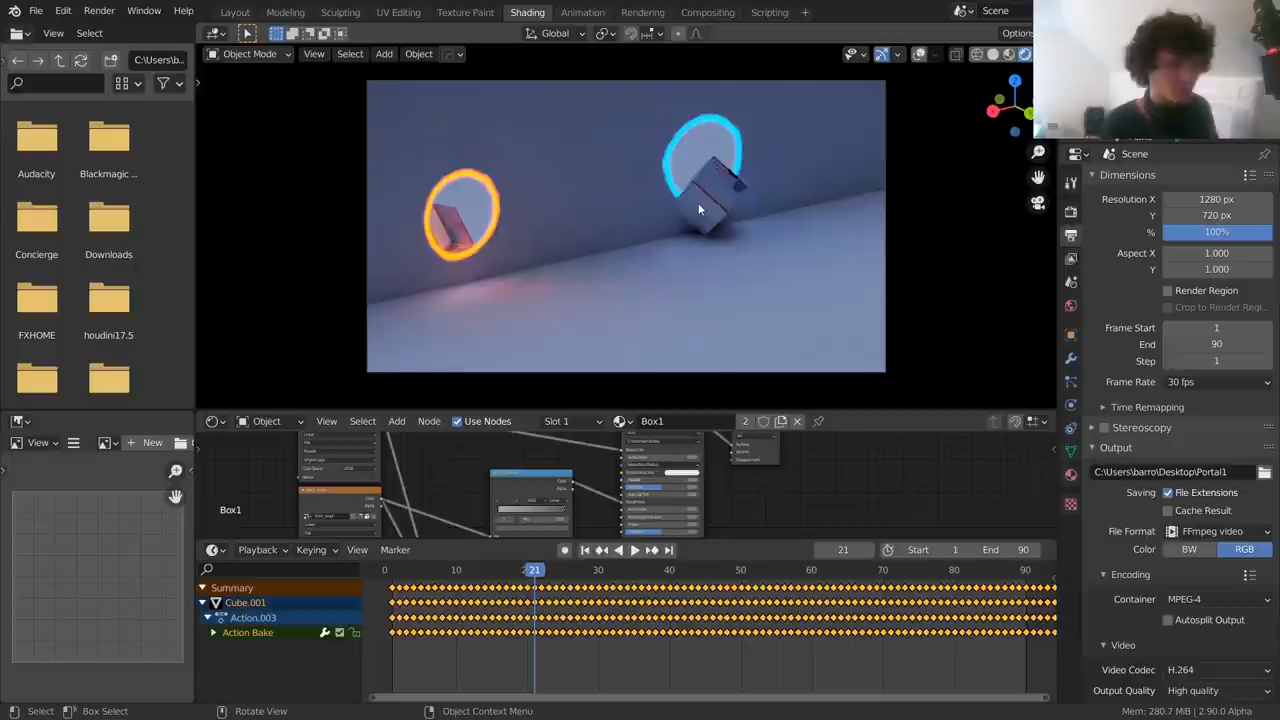 File Edit Render Window Help
Layout Modeling Sculpting UV Editing Texture Paint Shading Animation Rendering Compositing Scripting
Scene
View Select
Global
Options
C:\Users\b...
Object Mode View Select Add Object
Audacity
Blackmagic ...
Concierge
Downloads
FXHOME
houdini17.5
Scene
Dimensions
Resolution X 1280 px
Y 720 px
% 100%
Aspect X 1.000
Y 1.000
Render Region
Crop to Render Regi...
Frame Start 1
End 90
Step 1
Frame Rate 30 fps
Time Remapping
Stereoscopy
Output
C:\Users\barro\Desktop\Portal1
Saving File Extensions
Cache Result
File Format FFmpeg video
Color BW RGB
Encoding
Container MPEG-4
Autosplit Output
Video
Video Codec H.264
Output Quality High quality
View New
Object View Select Add Node Use Nodes Slot 1 Box1 2
Box1
Playback Keying View Marker 21 Start 1 End 90
0 10 21 30 40 50 60 70 80 90
Summary
Cube.001
Action.003
Action Bake
Select Box Select Rotate View Object Context Menu
Mem: 280.7 MiB | 2.90.0 Alpha